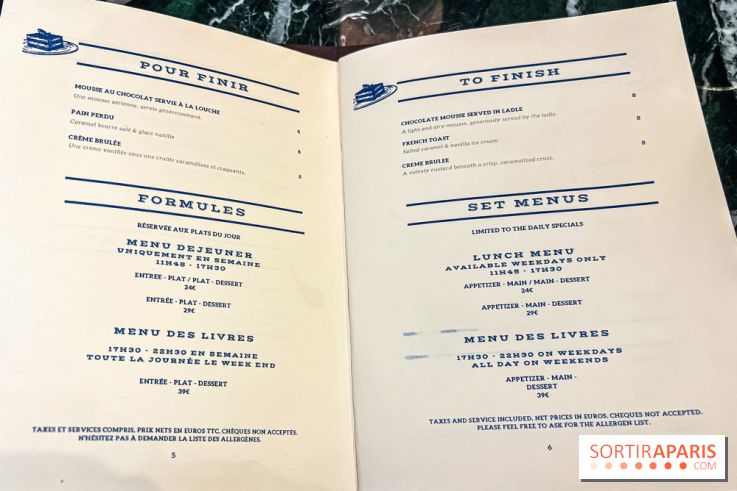 POUR FINIR
MOUSSE AU CHOCOLAT SERVIE À LA LOUCHE
Une mousse aérienne, servie généreusement.
8
PAIN PERDU
Caramel beurre salé & glace vanille
8
CRÈME BRULÉE
Une crème vanillée sous une croûte caramélisée et craquante.
8
FORMULES
RÉSERVÉE AUX PLATS DU JOUR
MENU DEJEUNER
UNIQUEMENT EN SEMAINE
11H45 - 17H30
ENTREE - PLAT / PLAT - DESSERT
24€
ENTRÉE - PLAT - DESSERT
29€
MENU DES LIVRES
17H30 - 22H30 EN SEMAINE
TOUTE LA JOURNÉE LE WEEK END
ENTRÉE - PLAT - DESSERT
39€
TAXES ET SERVICES COMPRIS, PRIX NETS EN EUROS TTC. CHÈQUES NON ACCEPTÉS.
N'HÉSITEZ PAS À DEMANDER LA LISTE DES ALLERGÈNES.
5
TO FINISH
CHOCOLATE MOUSSE SERVED IN LADLE
8
A light and airy mousse, generously served by the ladle.
FRENCH TOAST
8
Salted caramel & vanilla ice cream
CREME BRULEE
8
A velvety custard beneath a crisp, caramelized crust.
SET MENUS
LIMITED TO THE DAILY SPECIALS
LUNCH MENU
AVAILABLE WEEKDAYS ONLY
11H45 - 17H30
APPETIZER - MAIN / MAIN - DESSERT
24€
APPETIZER - MAIN - DESSERT
29€
MENU DES LIVRES
17H30 - 22H30 ON WEEKDAYS
ALL DAY ON WEEKENDS
APPETIZER - MAIN -
DESSERT
39€
TAXES AND SERVICE INCLUDED, NET PRICES IN EUROS. CHEQUES NOT ACCEPTED.
PLEASE FEEL FREE TO ASK FOR THE ALLERGEN LIST.
6
SORTIRAPARIS
.COM